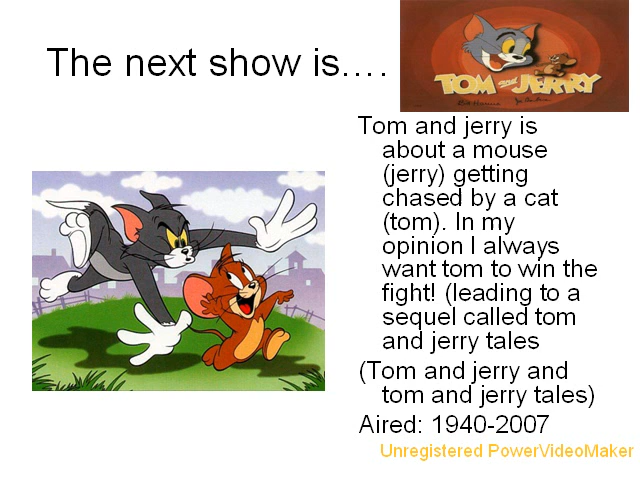 The next show is....
TOM and JERRY
Tom and jerry is
about a mouse
(jerry) getting
chased by a cat
(tom). In my
opinion I always
want tom to win the
fight! (leading to a
sequel called tom
and jerry tales
(Tom and jerry and
tom and jerry tales)
Aired: 1940-2007
Unregistered PowerVideoMaker